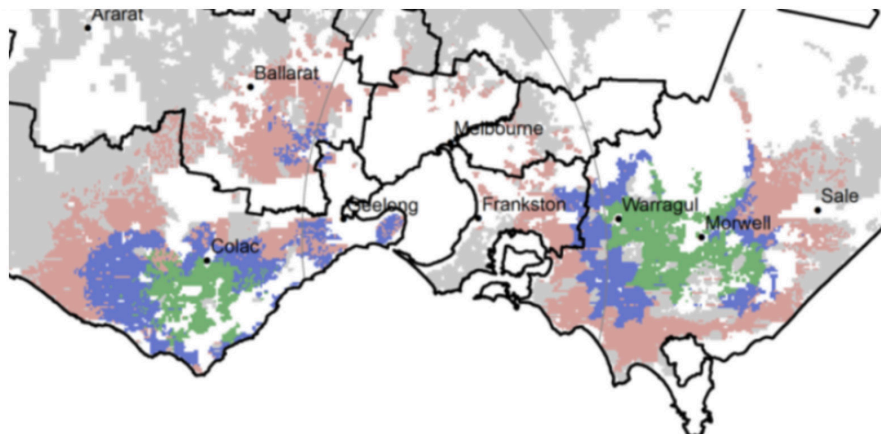 Ararat
Ballarat
Melbourne
Geelong
Frankston
Warragul
Sale
Morwell
Colac